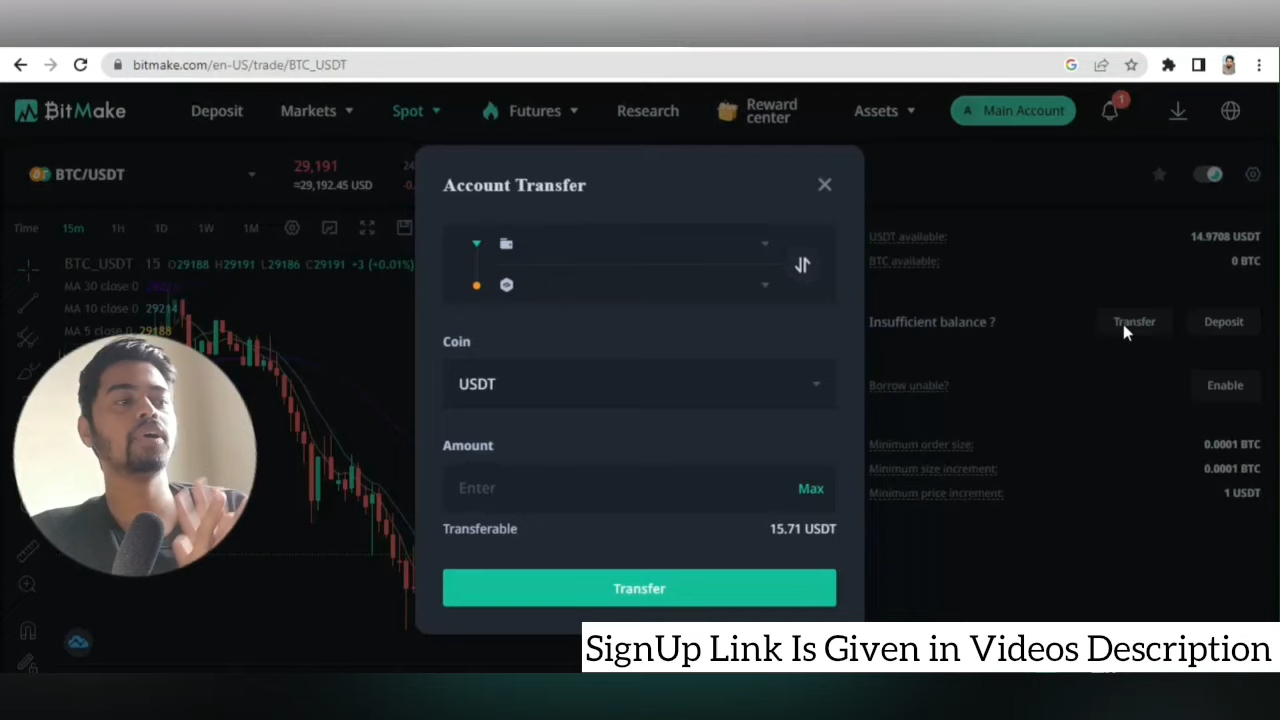 bitmake.com/en-US/trade/BTC_USDT
BitMake
Deposit
Markets
Spot
Futures
Research
Reward center
Assets
A Main Account
1
BTC/USDT
29,191
≈29,192.45 USD
24
-0.
Time
15m
1H
1D
1W
1M
BTC_USDT 15 O29188 H29191 L29186 C29191 +3 (+0.01%)
MA 30 close 0
MA 10 close 0 29214
MA 5 close 0 29188
Account Transfer
Coin
USDT
Amount
Enter
Max
Transferable
15.71 USDT
Transfer
USDT available:
14.9708 USDT
BTC available:
0 BTC
Insufficient balance ?
Transfer
Deposit
Borrow unable?
Enable
Minimum order size:
0.0001 BTC
Minimum size increment:
0.0001 BTC
Minimum price increment:
1 USDT
SignUp Link Is Given in Videos Description